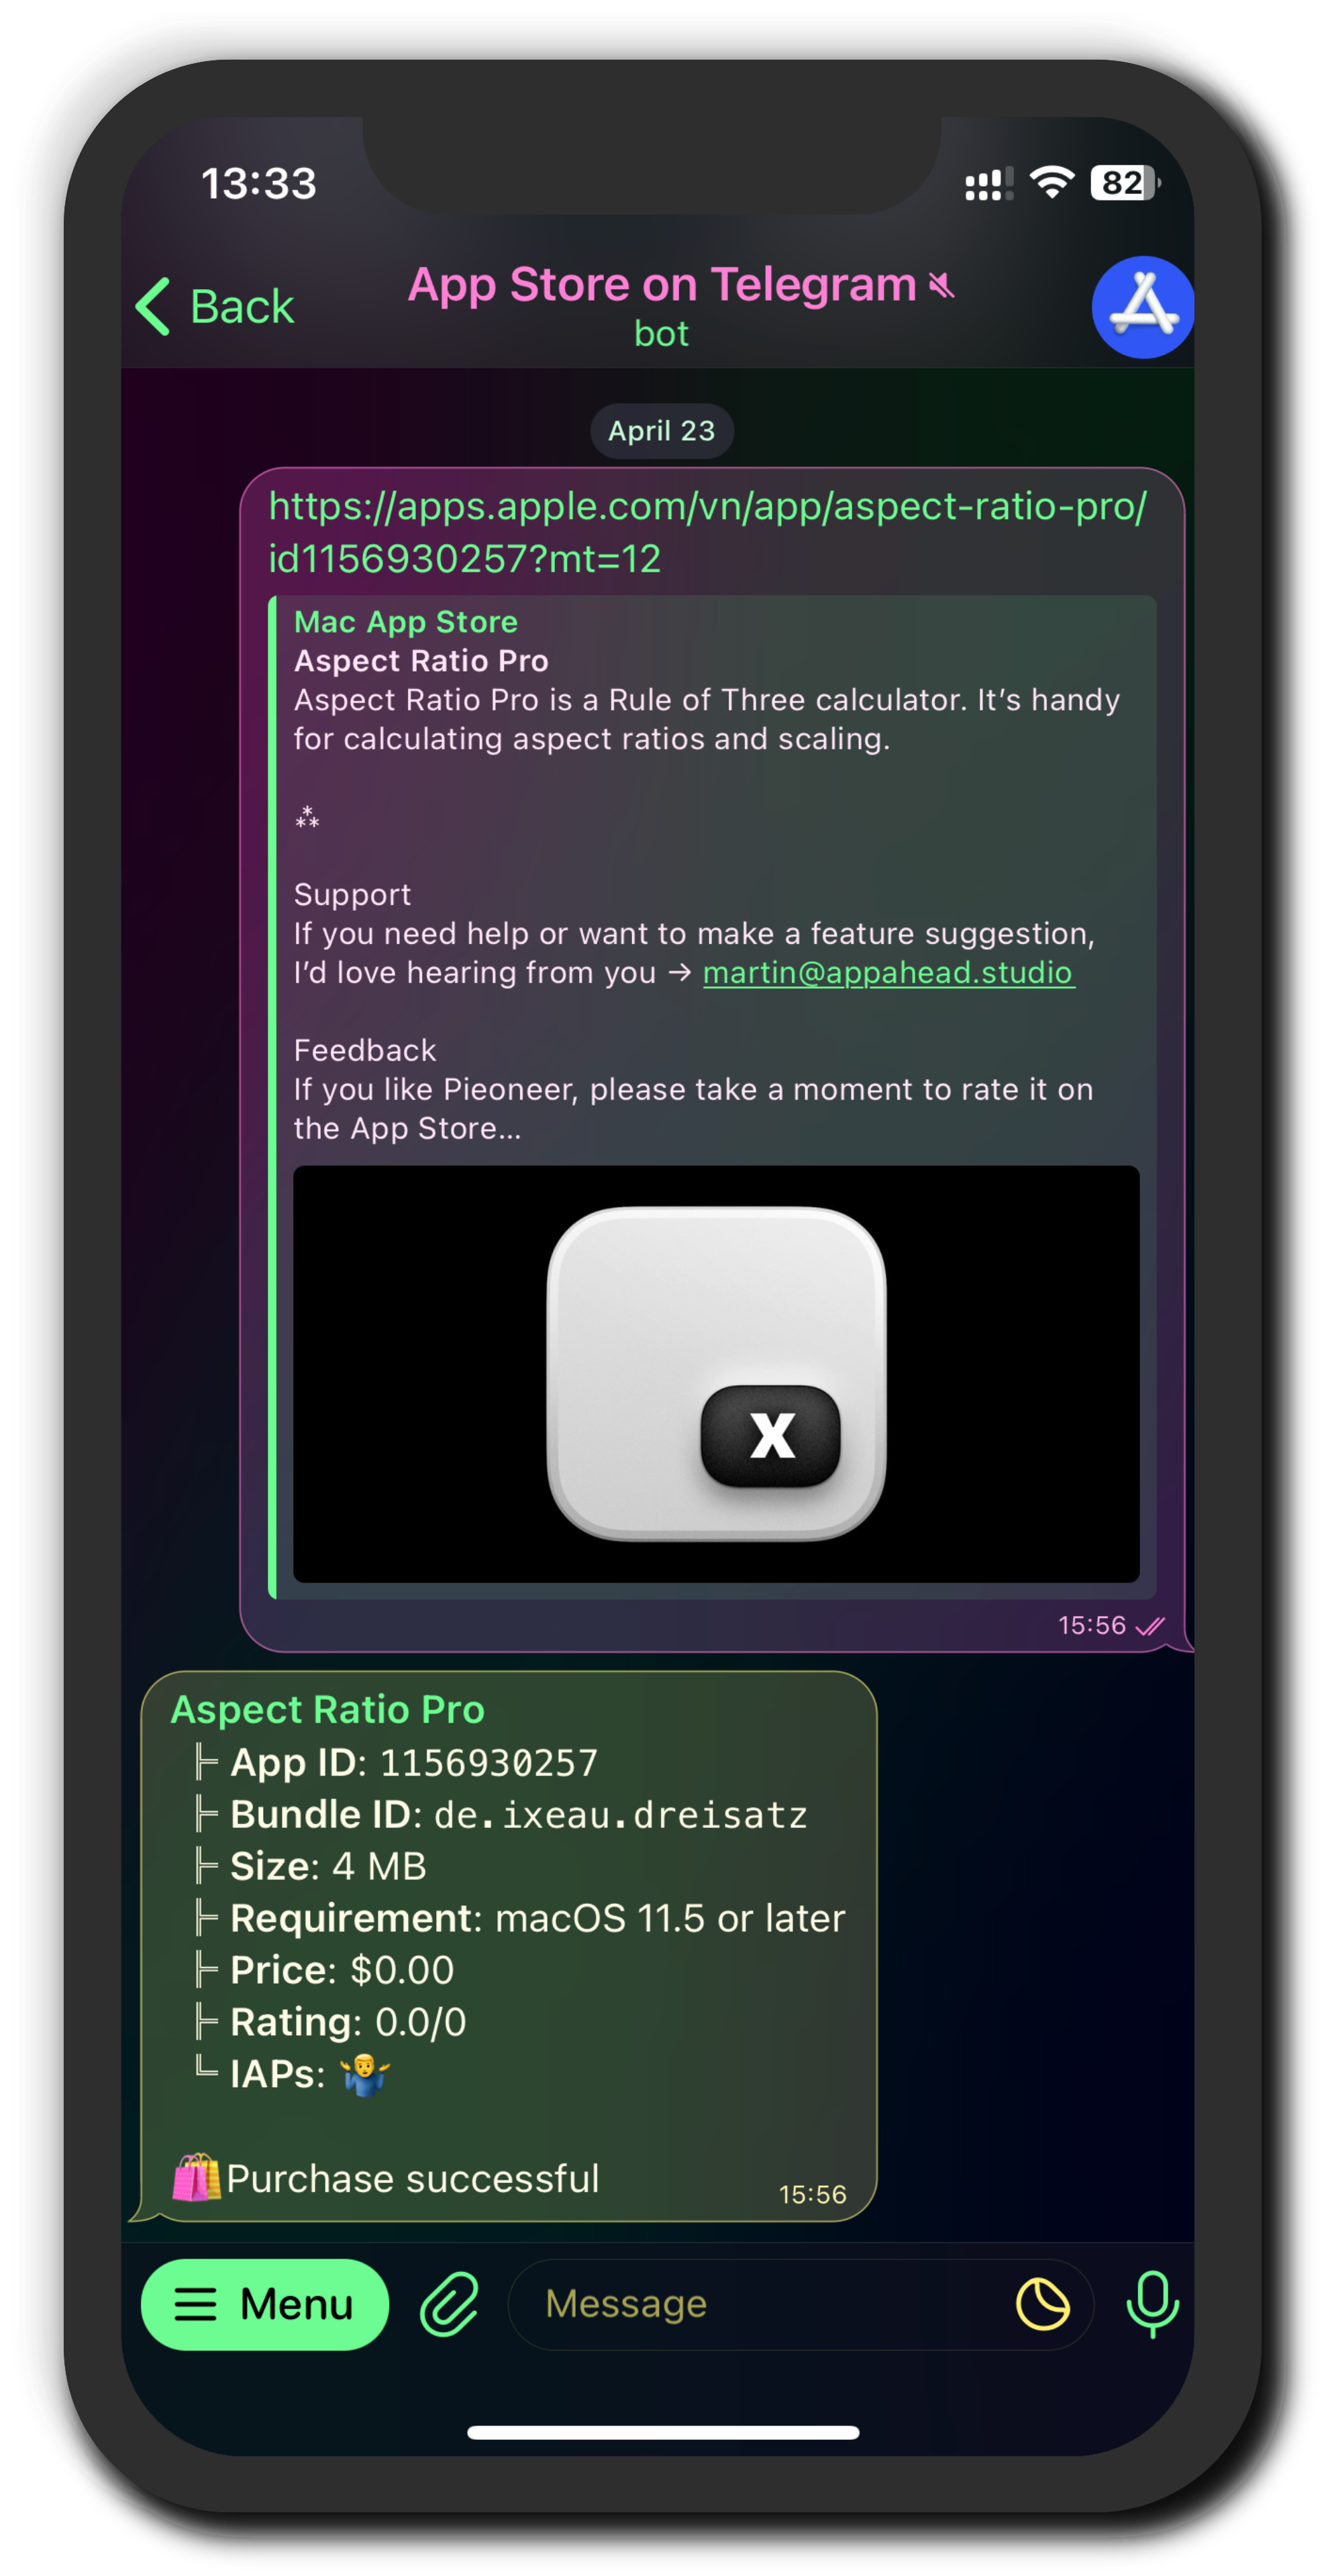 13:33
82
Back
App Store on Telegram
bot
April 23
https://apps.apple.com/vn/app/aspect-ratio-pro/
id1156930257?mt=12
Mac App Store
Aspect Ratio Pro
Aspect Ratio Pro is a Rule of Three calculator. It’s handy
for calculating aspect ratios and scaling.
⁂
Support
If you need help or want to make a feature suggestion,
I’d love hearing from you → martin@appahead.studio
Feedback
If you like Pieoneer, please take a moment to rate it on
the App Store...
X
15:56
Aspect Ratio Pro
╞ App ID: 1156930257
╞ Bundle ID: de.ixeau.dreisatz
╞ Size: 4 MB
╞ Requirement: macOS 11.5 or later
╞ Price: $0.00
╞ Rating: 0.0/0
╘ IAPs: 🤷‍♂️
🛍Purchase successful
15:56
Menu
Message